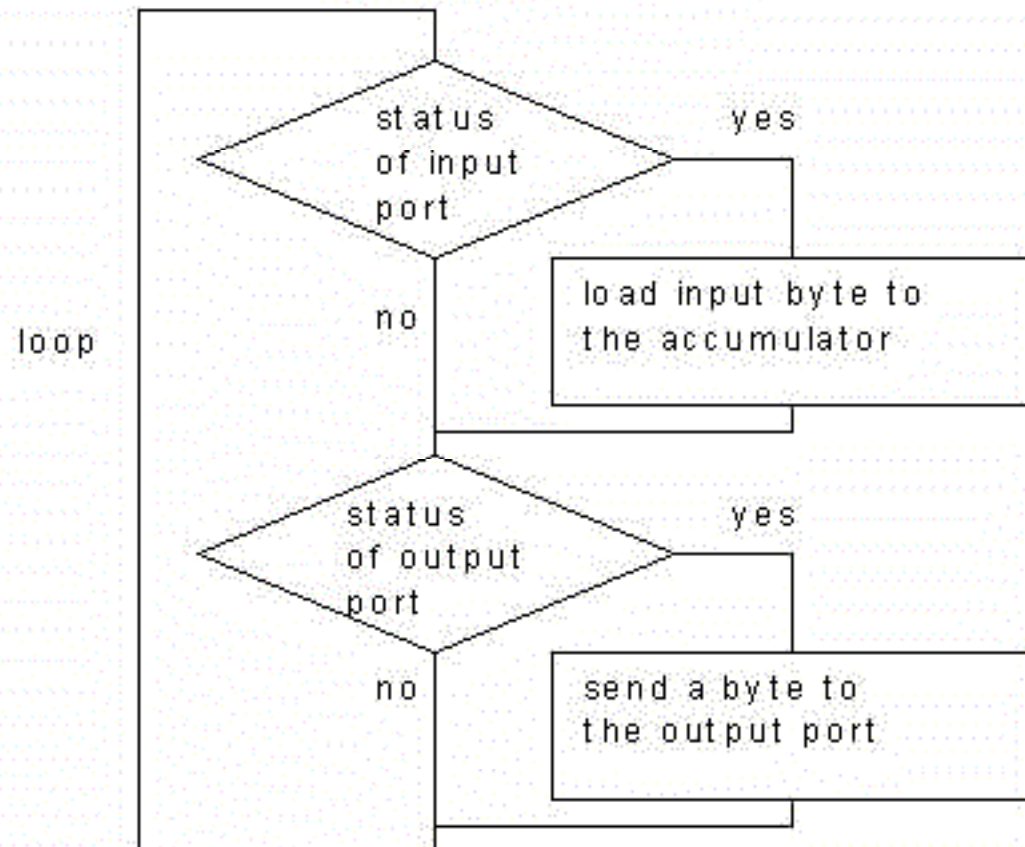 status
of input
port
yes
no
load input byte to
the accumulator
loop
status
of output
port
yes
no
send a byte to
the output port